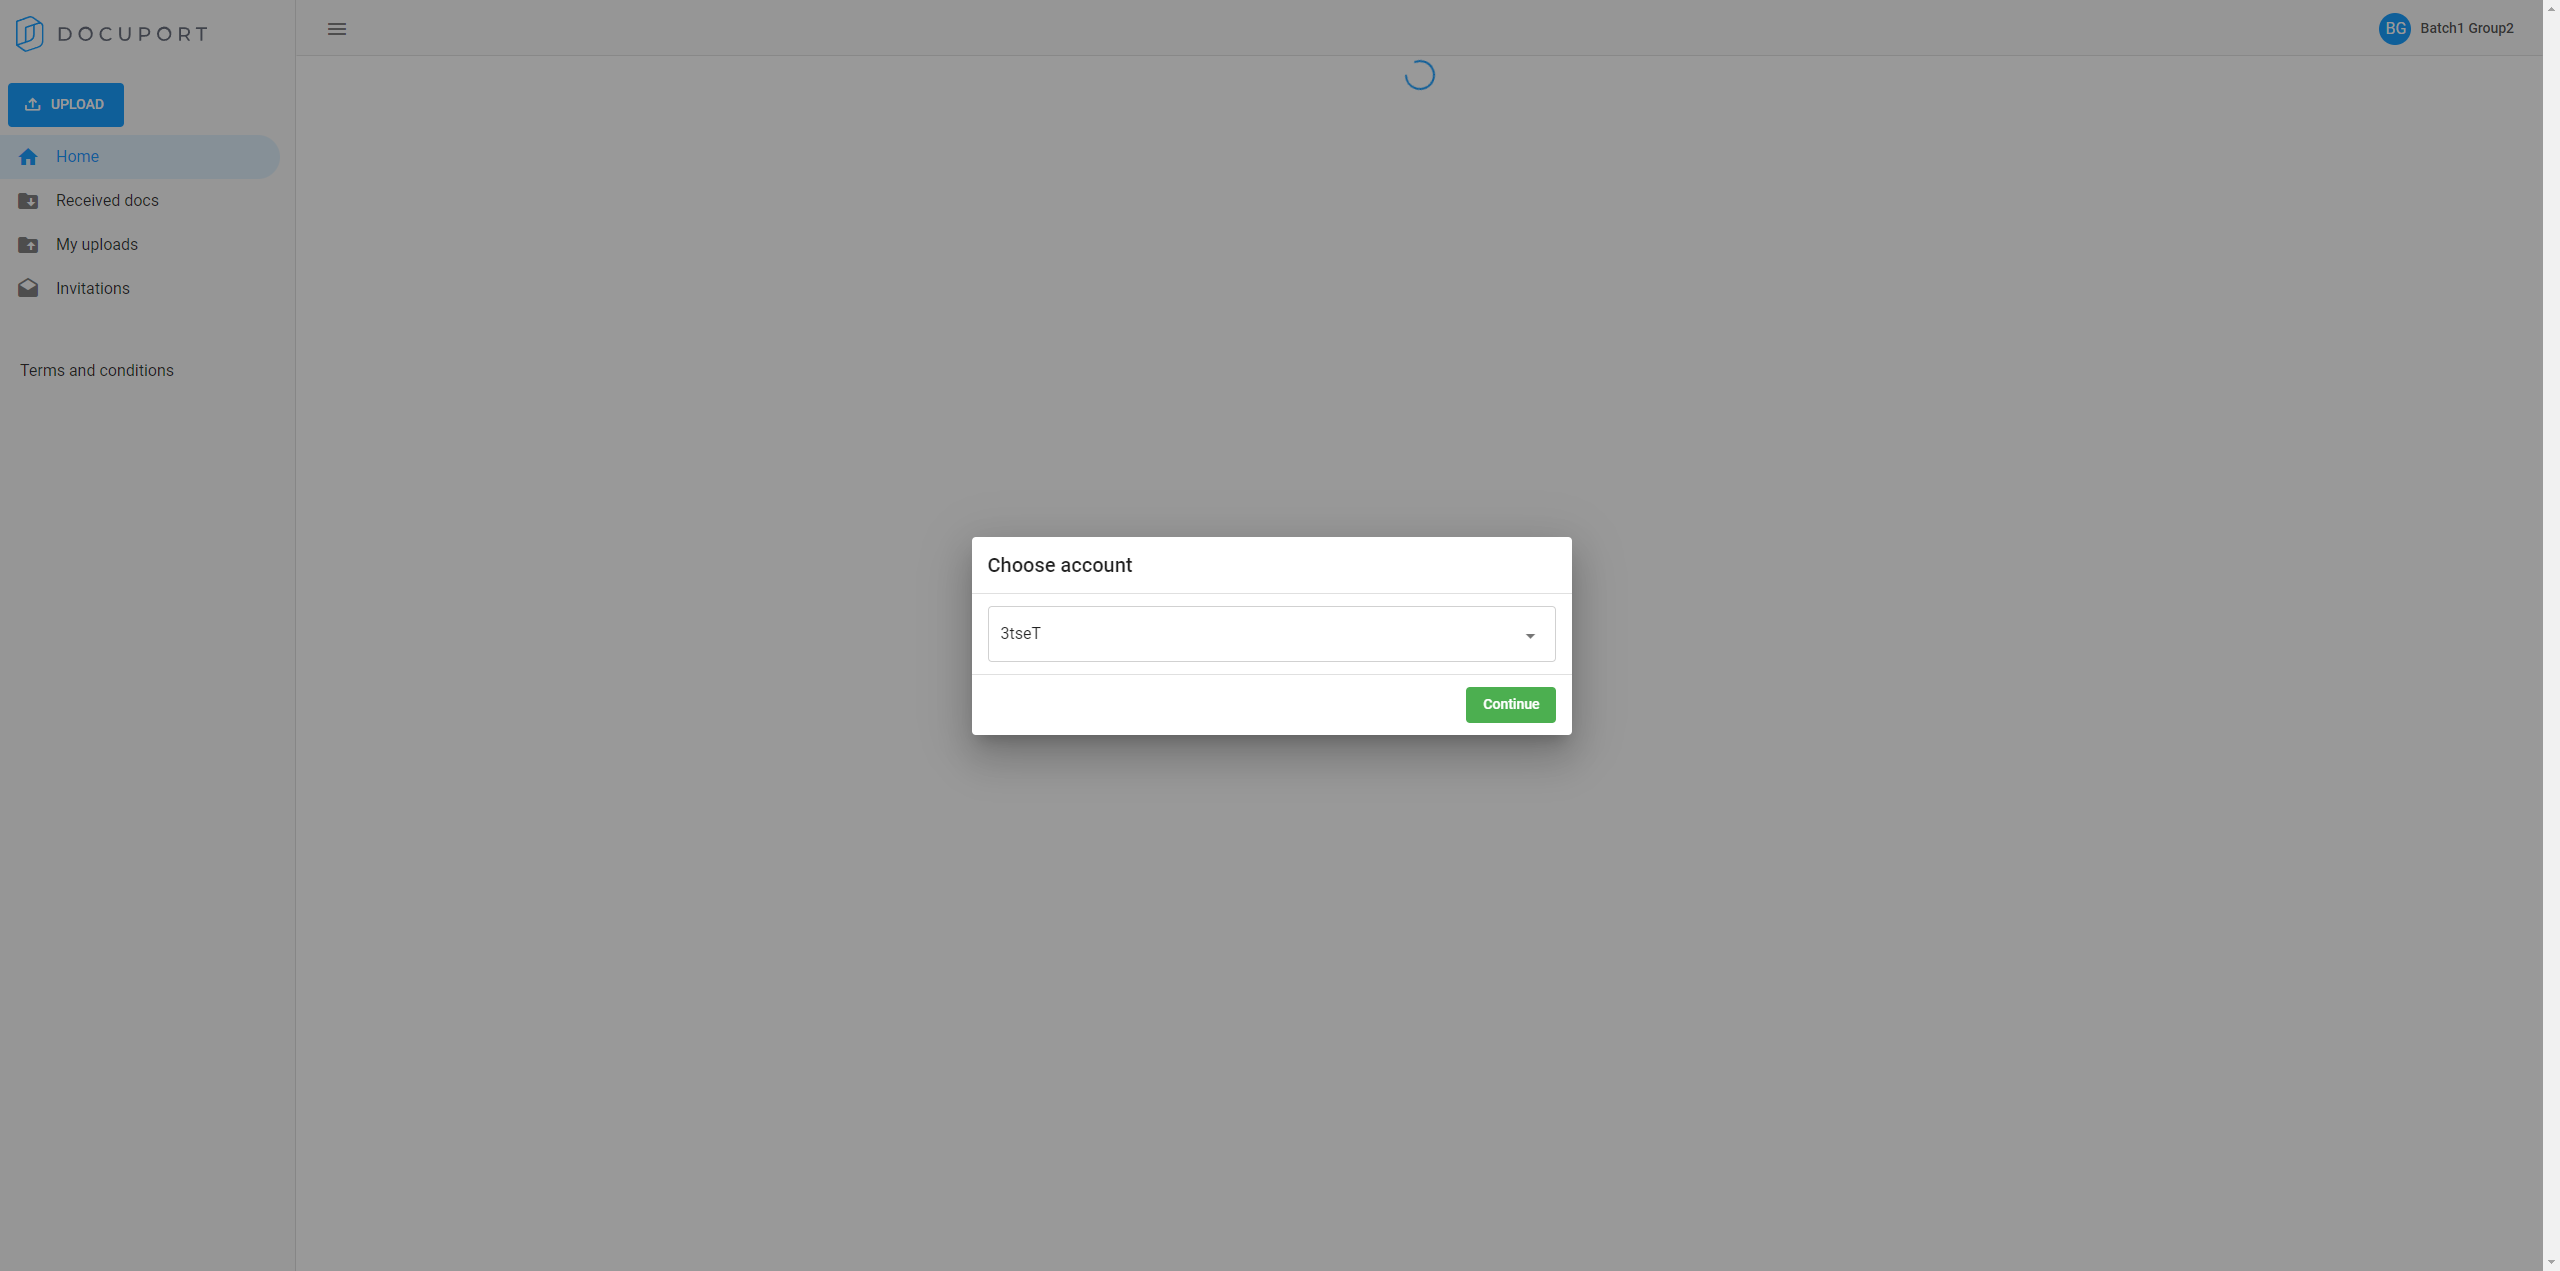 DOCUPORT
BG Batch1 Group2
UPLOAD
Home
Received docs
My uploads
Invitations
Terms and conditions
Choose account
3tseT
Continue